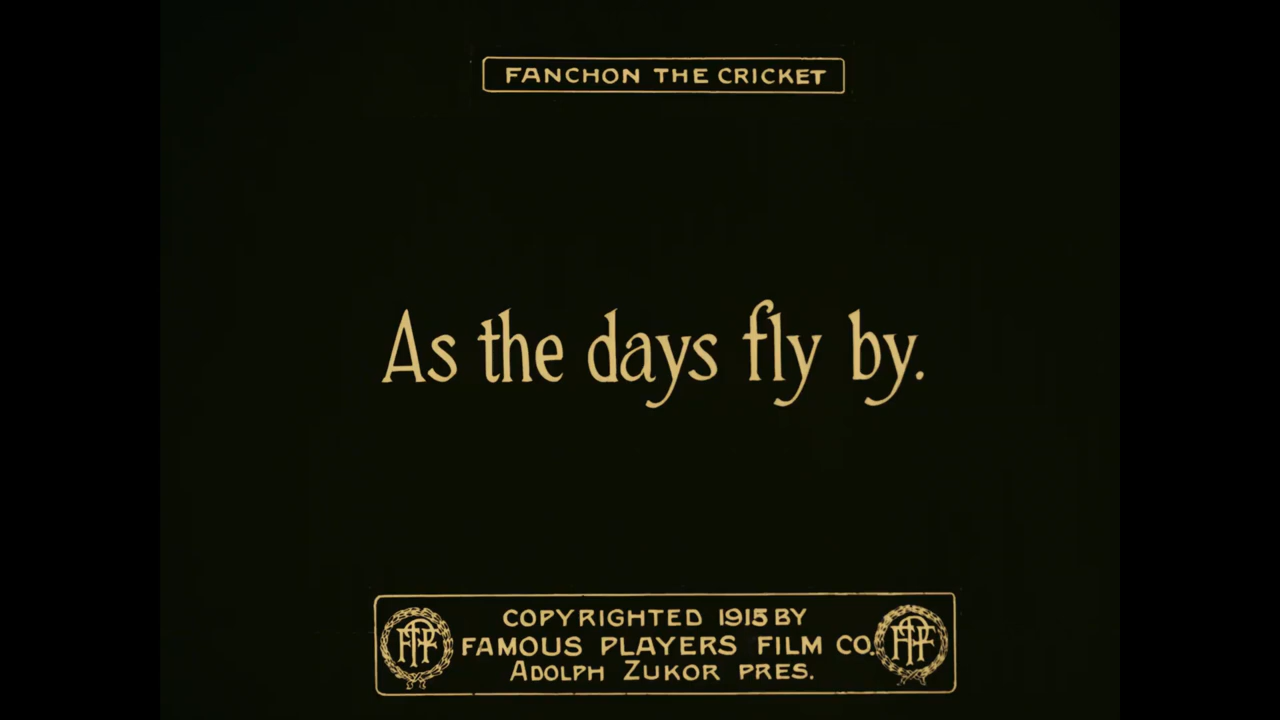 FANCHON THE CRICKET
As the days fly by.
COPYRIGHTED 1915 BY
FAMOUS PLAYERS FILM CO.
ADOLPH ZUKOR PRES.